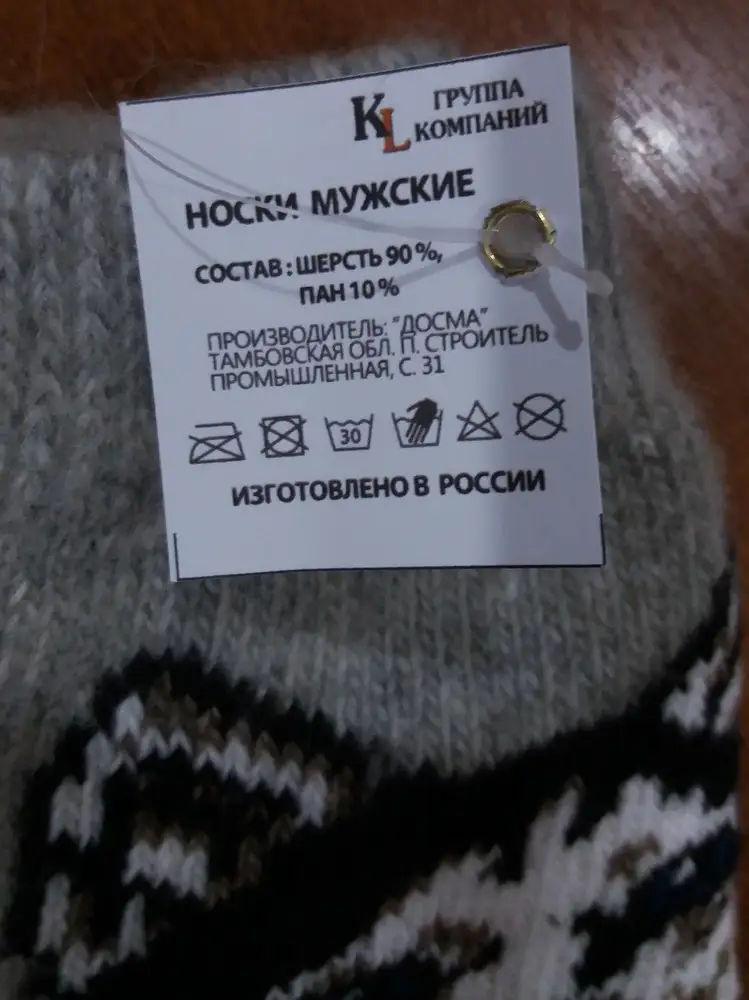 KL ГРУППА
КОМПАНИЙ
НОСКИ МУЖСКИЕ
СОСТАВ : ШЕРСТЬ 90 %,
ПАН 10 %
ПРОИЗВОДИТЕЛЬ: "ДОСМА"
ТАМБОВСКАЯ ОБЛ. П. СТРОИТЕЛЬ
ПРОМЫШЛЕННАЯ, С. 31
30
ИЗГОТОВЛЕНО В РОССИИ